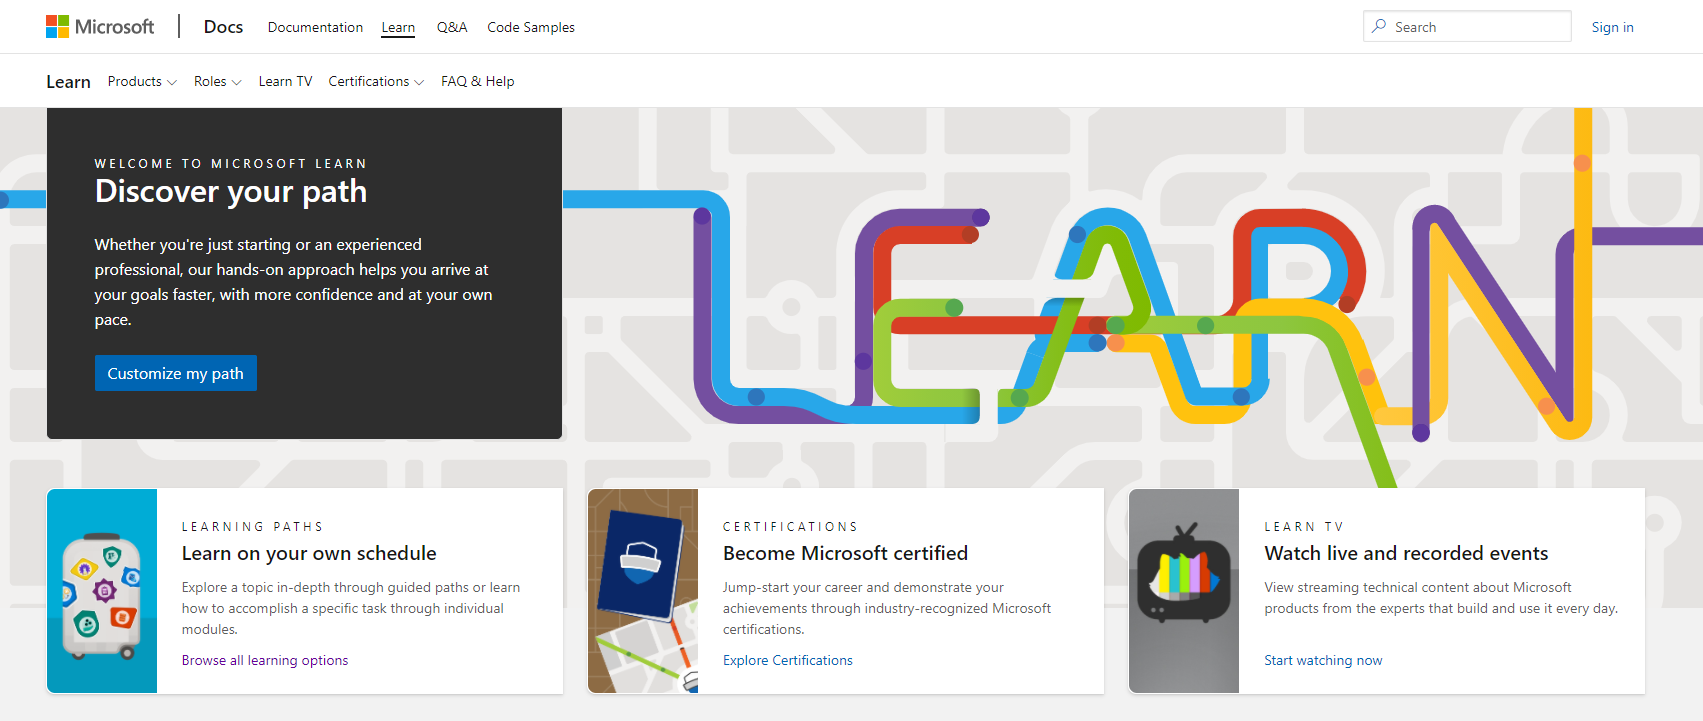 Microsoft Docs Documentation Learn Q&A Code Samples Search Sign in
Learn Products Roles Learn TV Certifications FAQ & Help
WELCOME TO MICROSOFT LEARN
Discover your path
Whether you're just starting or an experienced
professional, our hands-on approach helps you arrive at
your goals faster, with more confidence and at your own
pace.
Customize my path
LEARN
LEARNING PATHS
Learn on your own schedule
Explore a topic in-depth through guided paths or learn
how to accomplish a specific task through individual
modules.
Browse all learning options
CERTIFICATIONS
Become Microsoft certified
Jump-start your career and demonstrate your
achievements through industry-recognized Microsoft
certifications.
Explore Certifications
LEARN TV
Watch live and recorded events
View streaming technical content about Microsoft
products from the experts that build and use it every day.
Start watching now